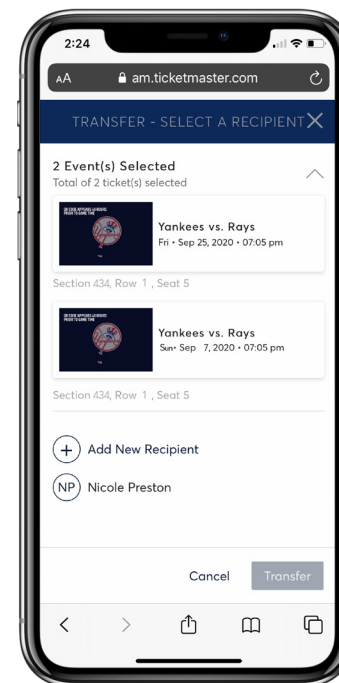 2:24
AA am.ticketmaster.com
TRANSFER - SELECT A RECIPIENT X
2 Event(s) Selected
Total of 2 ticket(s) selected
Yankees vs. Rays
Fri • Sep 25, 2020 • 07:05 pm
Section 434, Row 1 , Seat 5
Yankees vs. Rays
Sun• Sep 7, 2020 • 07:05 pm
Section 434, Row 1 , Seat 5
+ Add New Recipient
NP Nicole Preston
Cancel Transfer